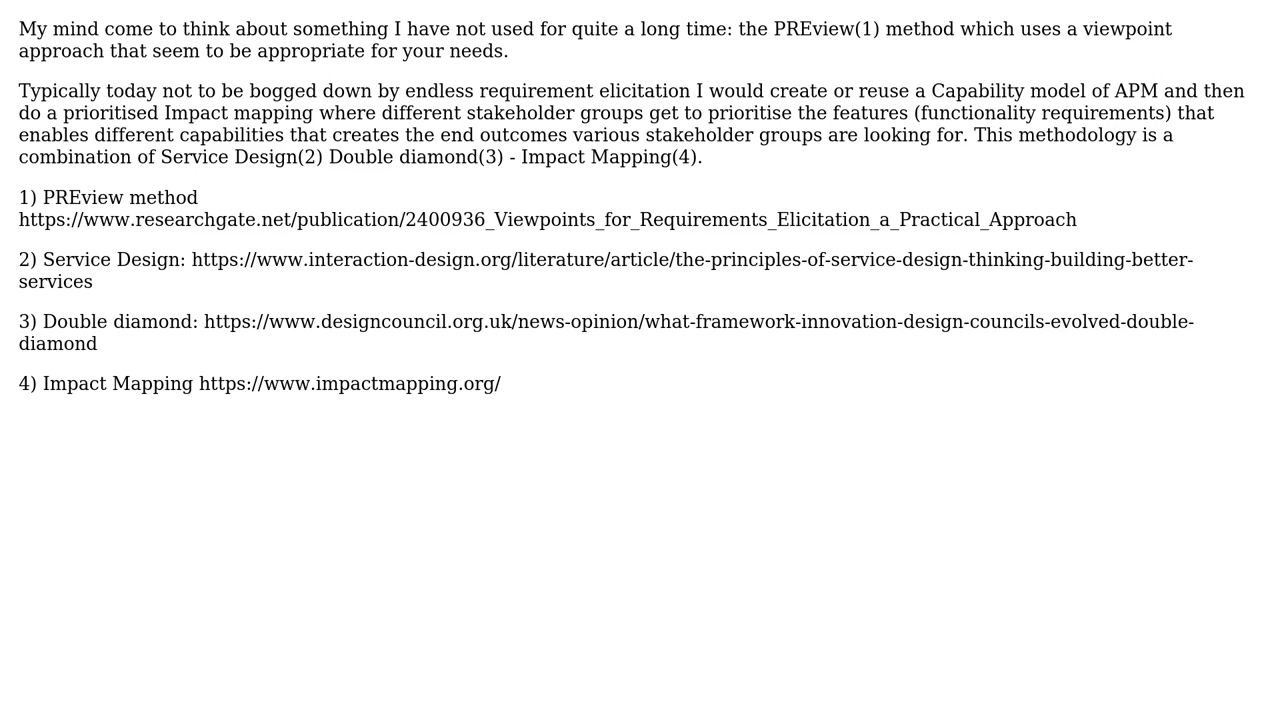 My mind come to think about something I have not used for quite a long time: the PREview(1) method which uses a viewpoint
approach that seem to be appropriate for your needs.
Typically today not to be bogged down by endless requirement elicitation I would create or reuse a Capability model of APM and then
do a prioritised Impact mapping where different stakeholder groups get to prioritise the features (functionality requirements) that
enables different capabilities that creates the end outcomes various stakeholder groups are looking for. This methodology is a
combination of Service Design(2) Double diamond(3) - Impact Mapping(4).
1) PREview method
https://www.researchgate.net/publication/2400936_Viewpoints_for_Requirements_Elicitation_a_Practical_Approach
2) Service Design: https://www.interaction-design.org/literature/article/the-principles-of-service-design-thinking-building-better-
services
3) Double diamond: https://www.designcouncil.org.uk/news-opinion/what-framework-innovation-design-councils-evolved-double-
diamond
4) Impact Mapping https://www.impactmapping.org/